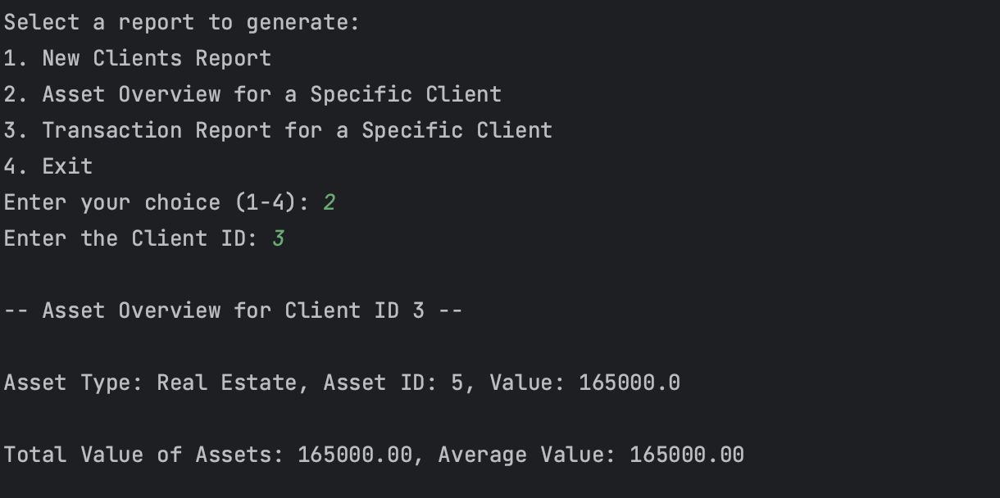 Select a report to generate:
1. New Clients Report
2. Asset Overview for a Specific Client
3. Transaction Report for a Specific Client
4. Exit
Enter your choice (1-4): 2
Enter the Client ID: 3
-- Asset Overview for Client ID 3 --
Asset Type: Real Estate, Asset ID: 5, Value: 165000.0
Total Value of Assets: 165000.00, Average Value: 165000.00